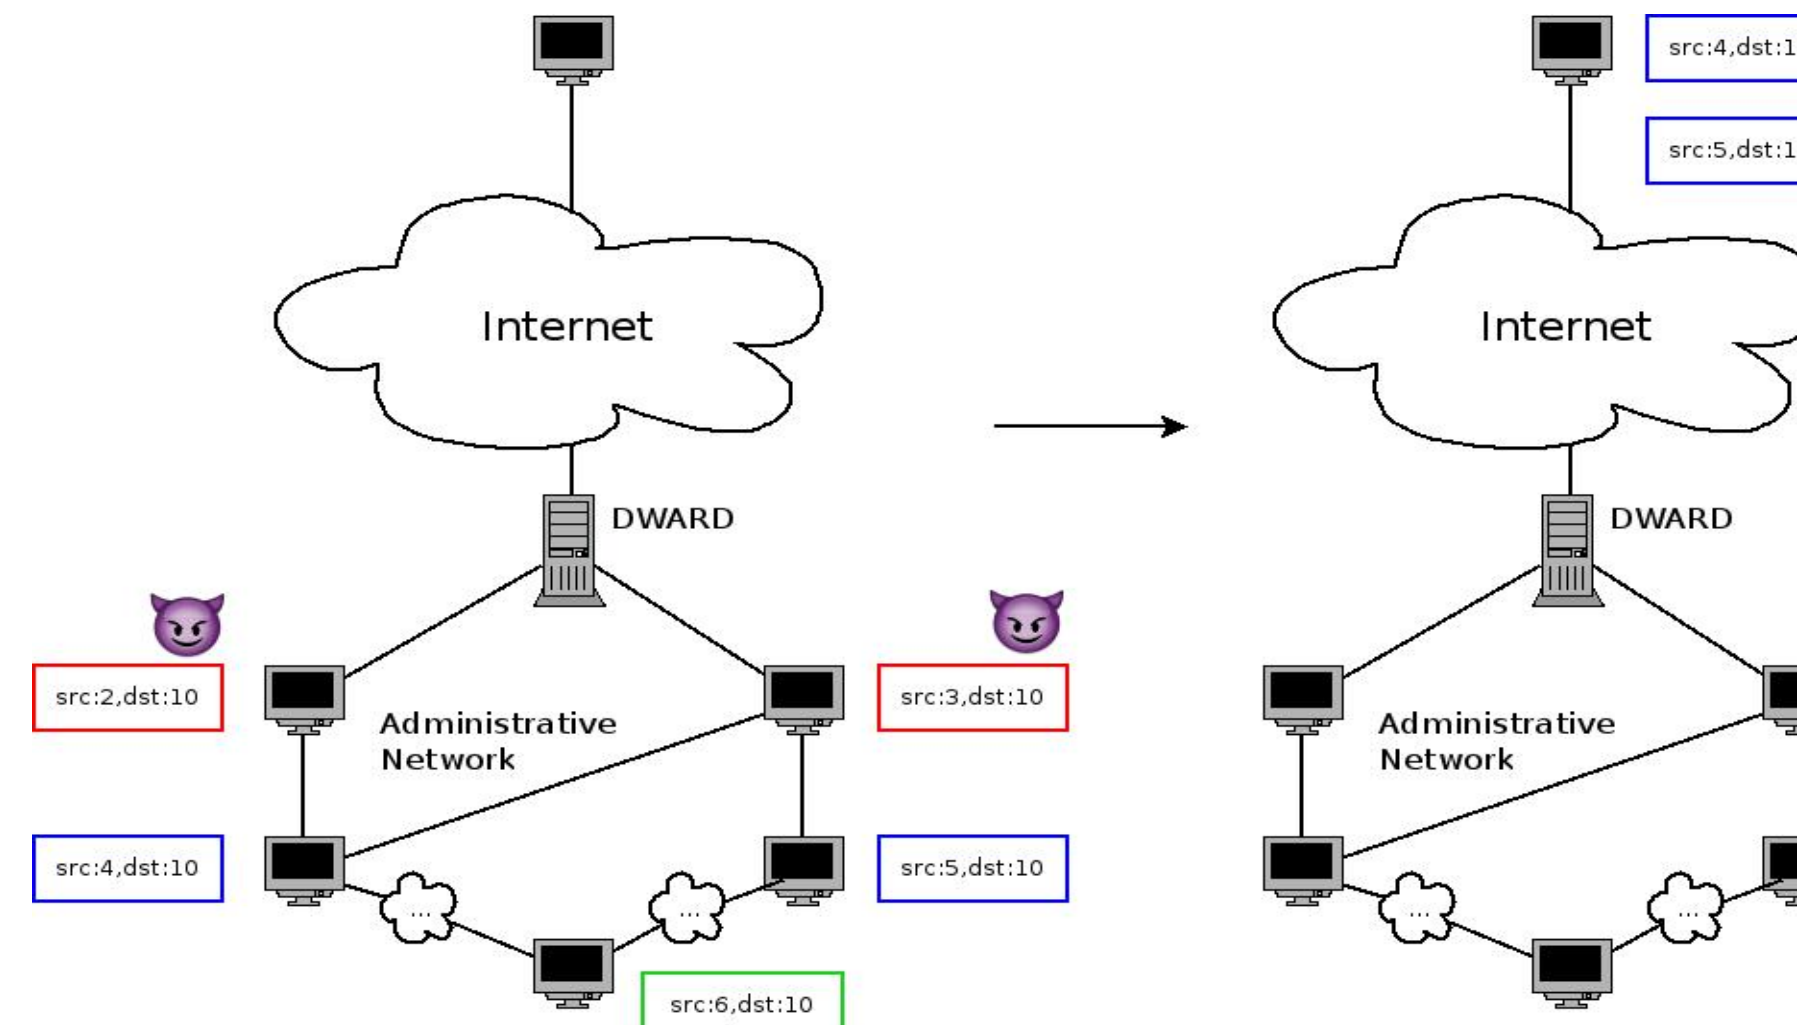 src:4,dst:1
src:5,dst:1
Internet
Internet
DWARD
DWARD
src:2,dst:10
src:3,dst:10
Administrative
Network
Administrative
Network
src:4,dst:10
src:5,dst:10
...
...
...
...
src:6,dst:10